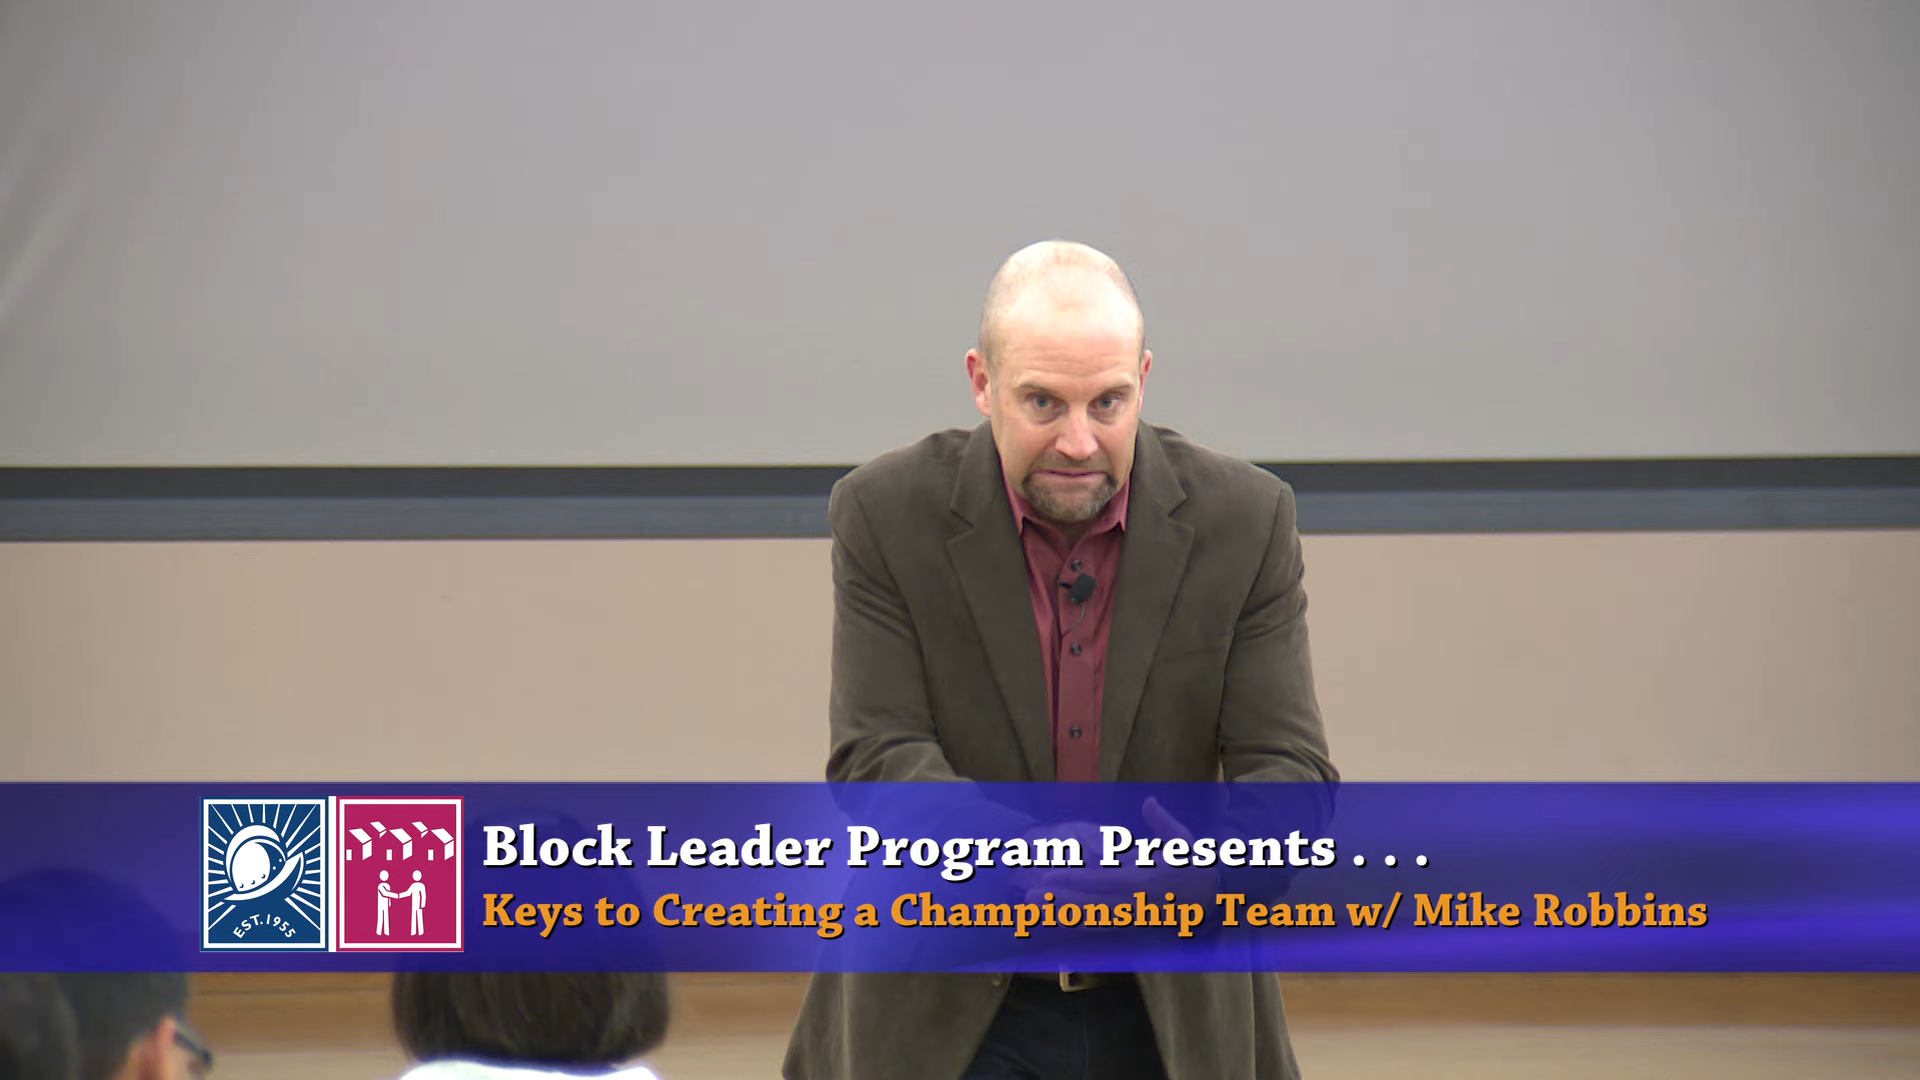 EST. 1955
Block Leader Program Presents . . .
Keys to Creating a Championship Team w/ Mike Robbins